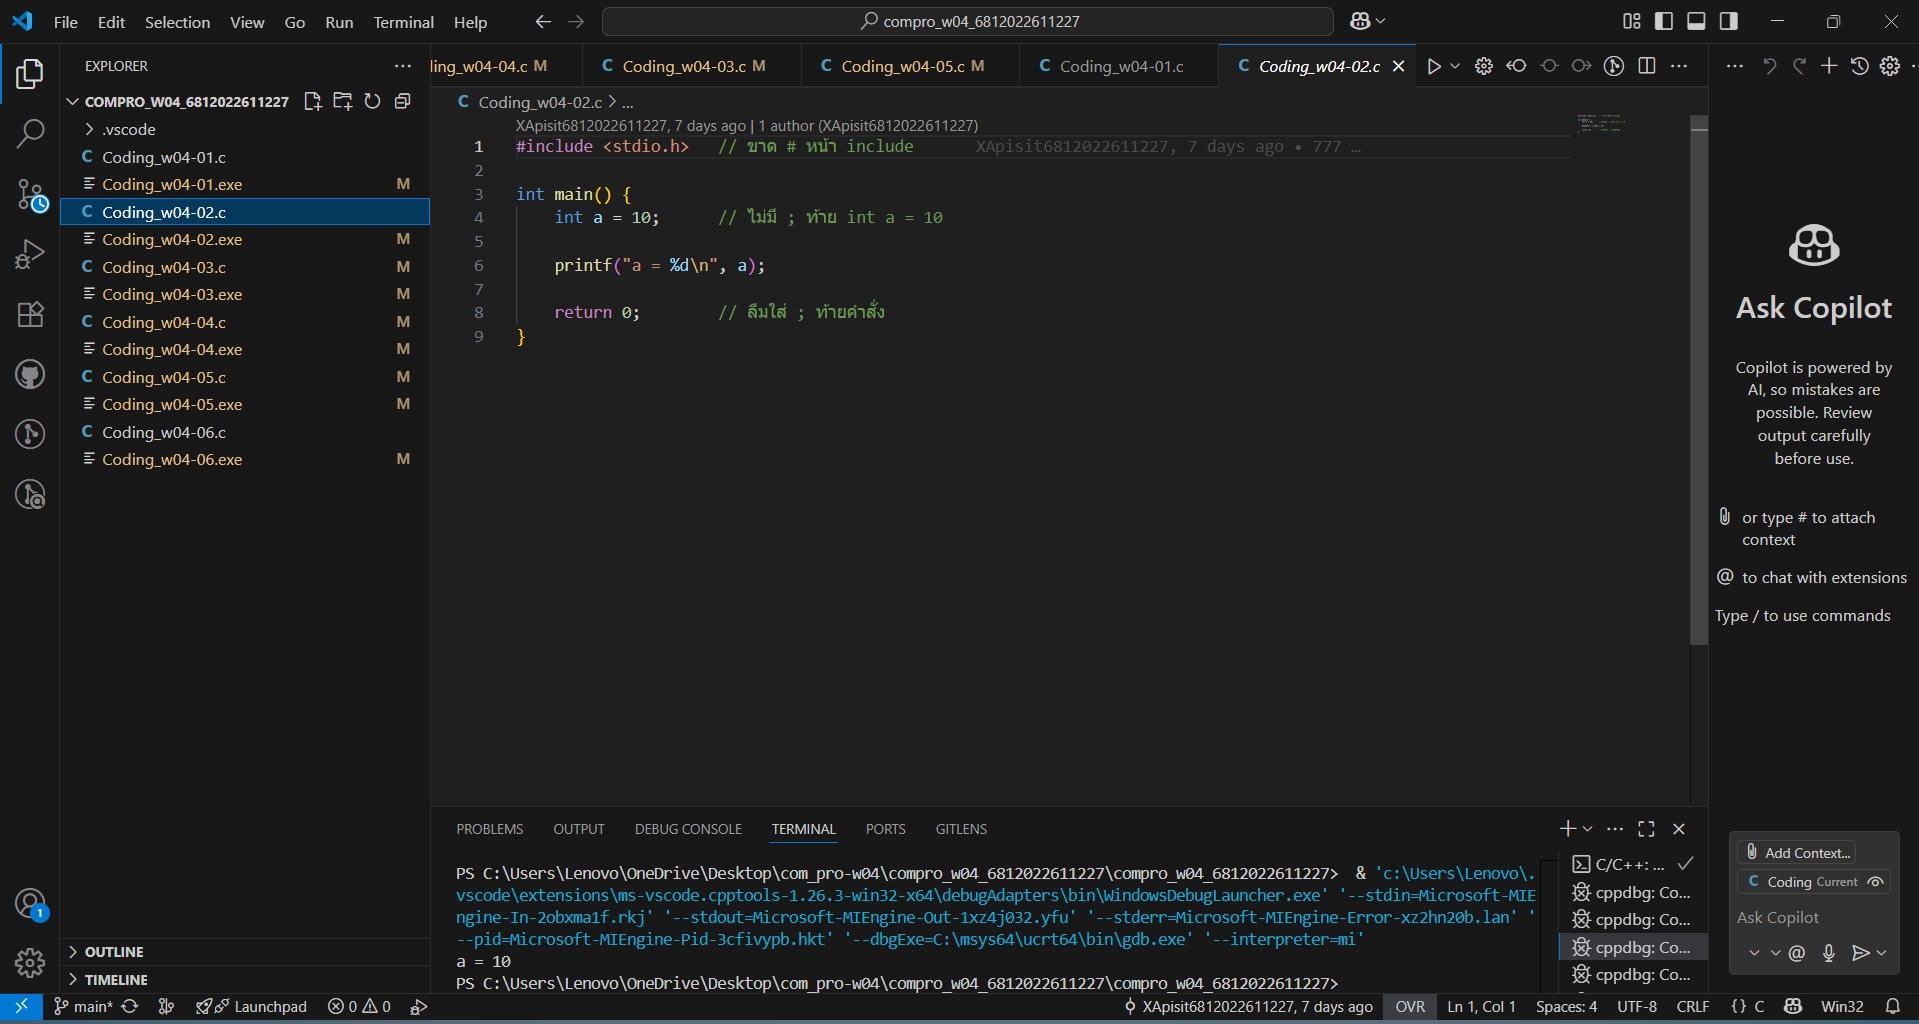 File Edit Selection View Go Run Terminal Help
compro_w04_6812022611227
EXPLORER
COMPRO_W04_6812022611227
.vscode
C Coding_w04-01.c
Coding_w04-01.exe M
C Coding_w04-02.c
Coding_w04-02.exe M
C Coding_w04-03.c M
Coding_w04-03.exe M
C Coding_w04-04.c M
Coding_w04-04.exe M
C Coding_w04-05.c M
Coding_w04-05.exe M
C Coding_w04-06.c
Coding_w04-06.exe M
OUTLINE
TIMELINE
ling_w04-04.c M C Coding_w04-03.c M C Coding_w04-05.c M C Coding_w04-01.c C Coding_w04-02.c
C Coding_w04-02.c > ...
XApisit6812022611227, 7 days ago | 1 author (XApisit6812022611227)
1 #include <stdio.h> // ขาด # หน้า include XApisit6812022611227, 7 days ago • 777 …
2
3 int main() {
4 int a = 10; // ไม่มี ; ท้าย int a = 10
5
6 printf("a = %d\n", a);
7
8 return 0; // ลืมใส่ ; ท้ายคำสั่ง
9 }
PROBLEMS OUTPUT DEBUG CONSOLE TERMINAL PORTS GITLENS
PS C:\Users\Lenovo\OneDrive\Desktop\com_pro-w04\compro_w04_6812022611227\compro_w04_6812022611227> & 'c:\Users\Lenovo\.
vscode\extensions\ms-vscode.cpptools-1.26.3-win32-x64\debugAdapters\bin\WindowsDebugLauncher.exe' '--stdin=Microsoft-MIE
ngine-In-2obxma1f.rkj' '--stdout=Microsoft-MIEngine-Out-1xz4j032.yfu' '--stderr=Microsoft-MIEngine-Error-xz2hn20b.lan' '
--pid=Microsoft-MIEngine-Pid-3cfivypb.hkt' '--dbgExe=C:\msys64\ucrt64\bin\gdb.exe' '--interpreter=mi'
a = 10
PS C:\Users\Lenovo\OneDrive\Desktop\com_pro-w04\compro_w04_6812022611227\compro_w04_6812022611227>
C/C++: ...
cppdbg: Co...
cppdbg: Co...
cppdbg: Co...
cppdbg: Co...
Ask Copilot
Copilot is powered by
AI, so mistakes are
possible. Review
output carefully
before use.
or type # to attach
context
@ to chat with extensions
Type / to use commands
Add Context...
C Coding Current
Ask Copilot
@
1
main* Launchpad 0 0 XApisit6812022611227, 7 days ago OVR Ln 1, Col 1 Spaces: 4 UTF-8 CRLF {} C Win32